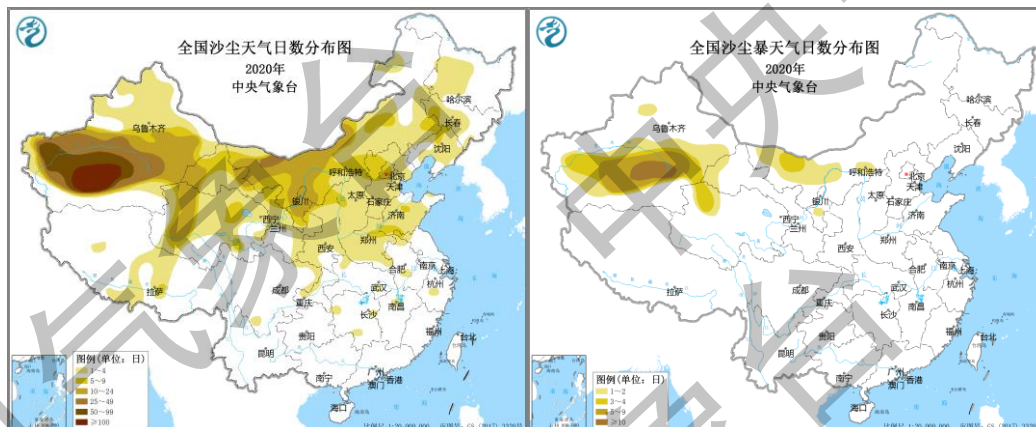 全国沙尘天气日数分布图
2020年
中央气象台
哈尔滨
长春
乌鲁木齐
沈阳
呼和浩特
北京
天津
银川
太原
石家庄
西宁
兰州
济南
郑州
西安
合肥
南京
上海
成都
武汉
杭州
重庆
南昌
长沙
拉萨
贵阳
福州
台北
昆明
南宁
香港
澳门
海口
图例(单位：日)
1~4
5~9
10~24
25~49
50~99
≥100
全国沙尘暴天气日数分布图
2020年
中央气象台
哈尔滨
长春
乌鲁木齐
沈阳
呼和浩特
北京
天津
银川
太原
石家庄
西宁
兰州
济南
郑州
西安
合肥
南京
上海
成都
武汉
杭州
重庆
南昌
长沙
拉萨
贵阳
福州
台北
昆明
南宁
香港
澳门
海口
图例(单位：日)
1~2
3~4
5~9
≥10